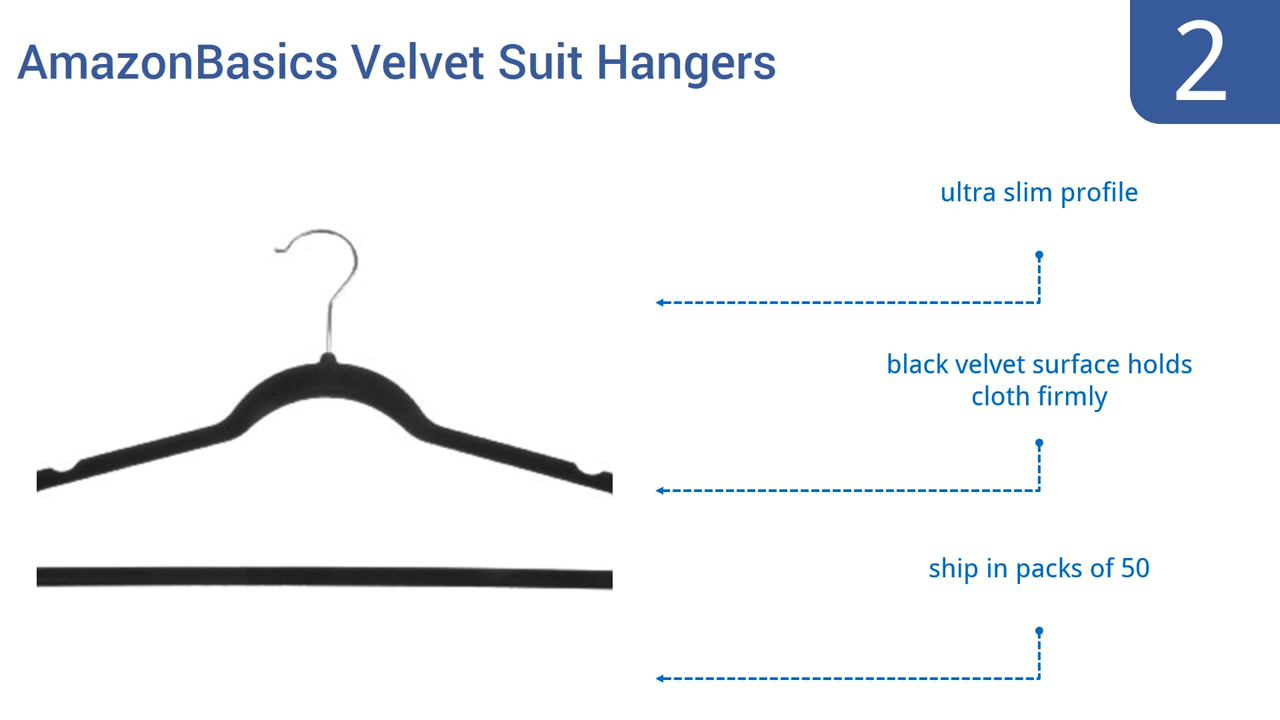 AmazonBasics Velvet Suit Hangers
2
ultra slim profile
black velvet surface holds
cloth firmly
ship in packs of 50